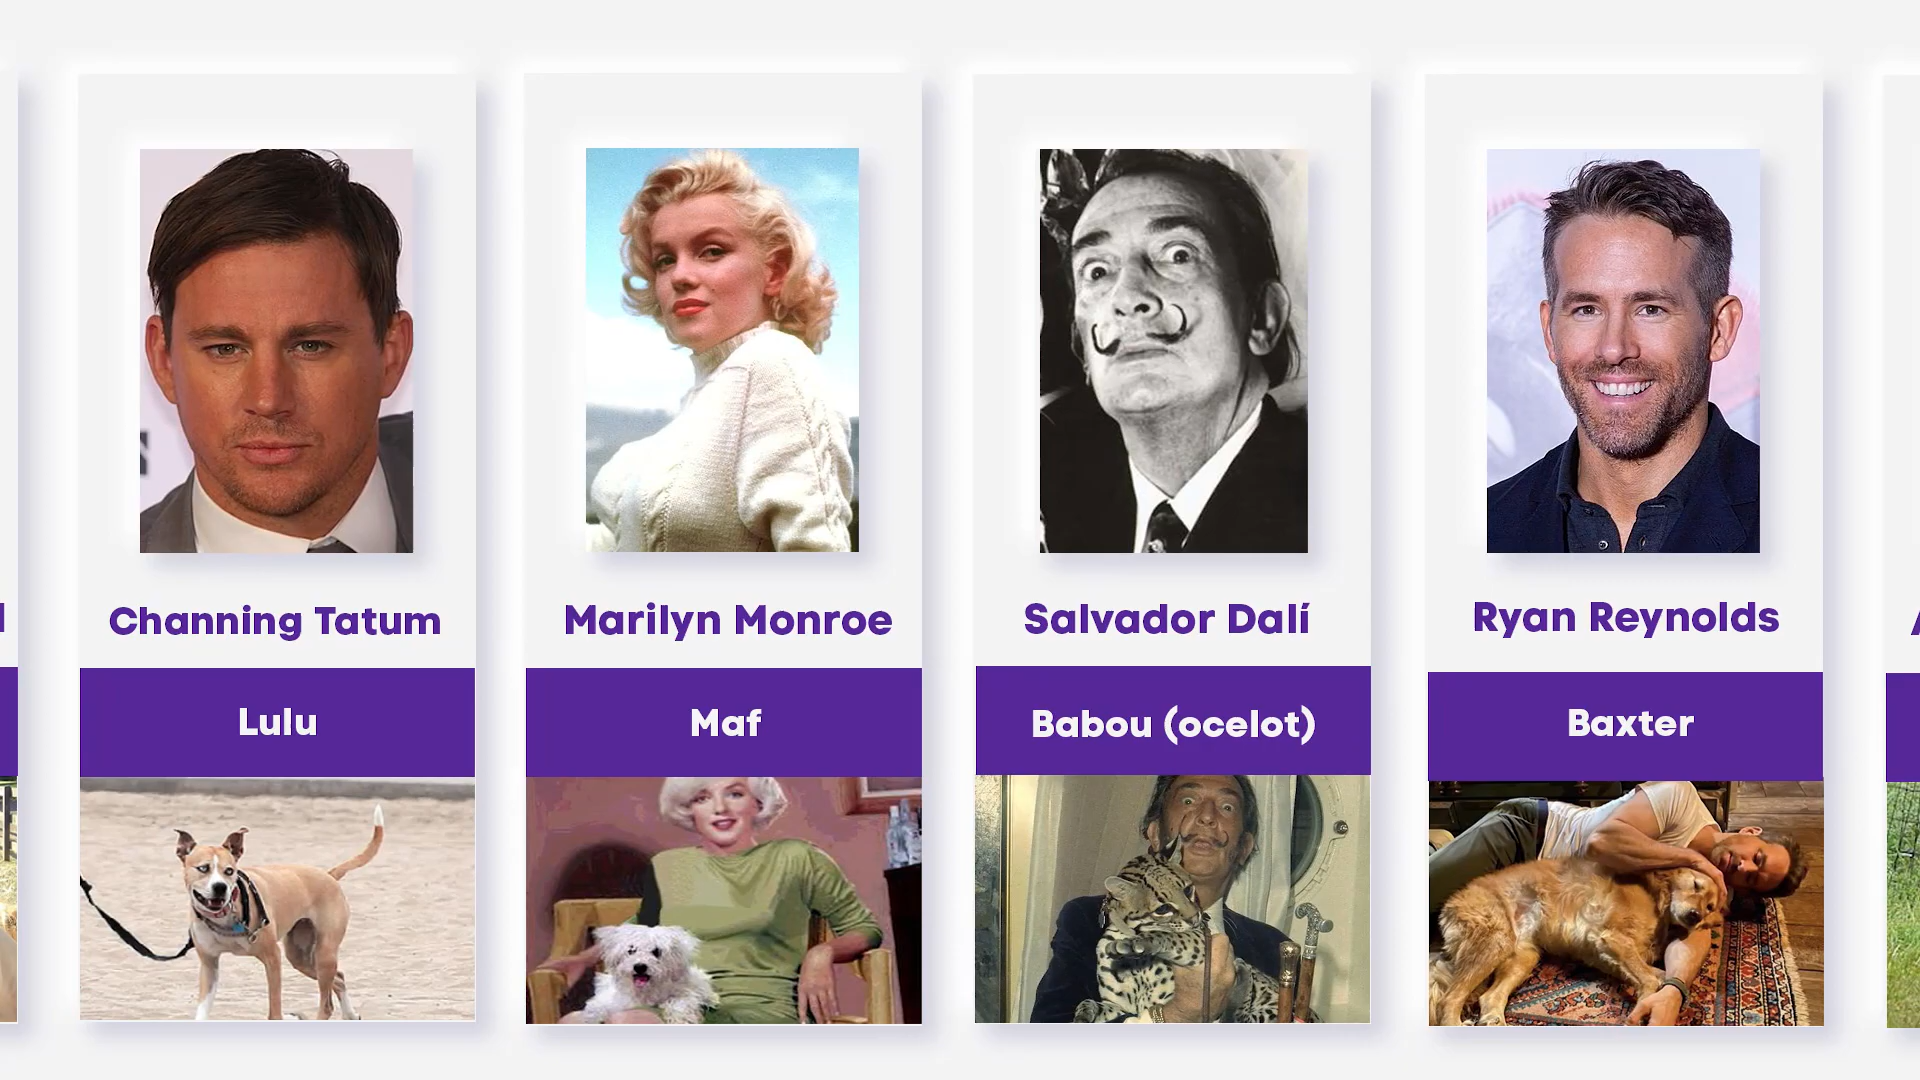 Channing Tatum
Lulu
Marilyn Monroe
Maf
Salvador Dalí
Babou (ocelot)
Ryan Reynolds
Baxter